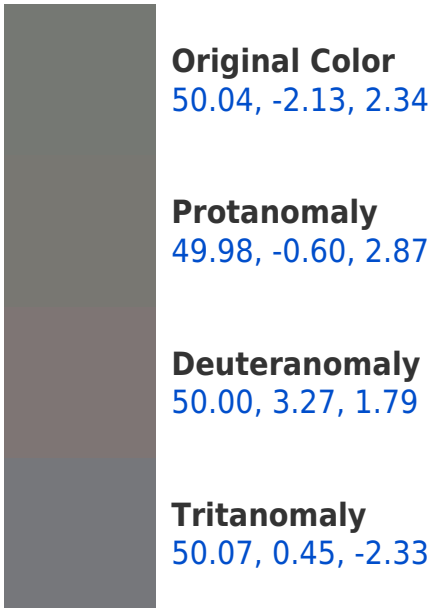 Original Color
50.04, -2.13, 2.34
Protanomaly
49.98, -0.60, 2.87
Deuteranomaly
50.00, 3.27, 1.79
Tritanomaly
50.07, 0.45, -2.33